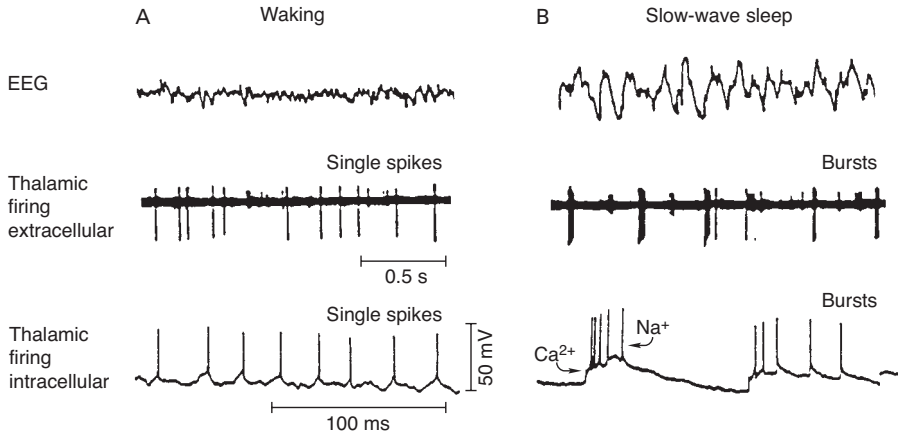 A Waking B Slow-wave sleep
EEG
Single spikes Bursts
Thalamic
firing
extracellular
0.5 s
Single spikes Bursts
Thalamic
firing
intracellular
50 mV
Ca²⁺ Na⁺
100 ms